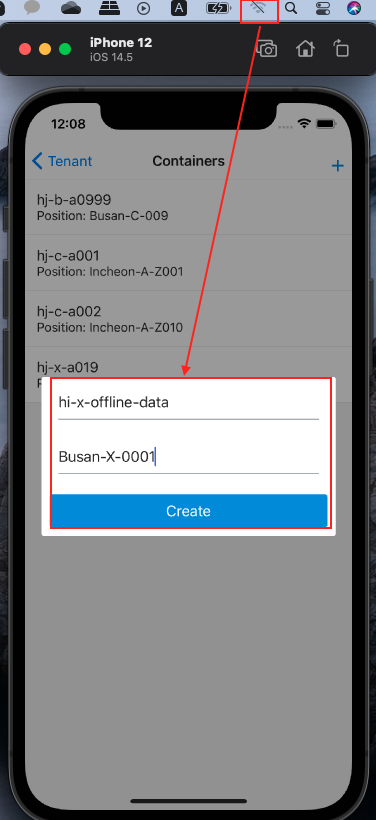 A
iPhone 12
iOS 14.5
12:08
Tenant
Containers
+
hj-b-a0999
Position: Busan-C-009
hj-c-a001
Position: Incheon-A-Z001
hj-c-a002
Position: Incheon-A-Z010
hj-x-a019
hi-x-offline-data
Busan-X-0001
Create